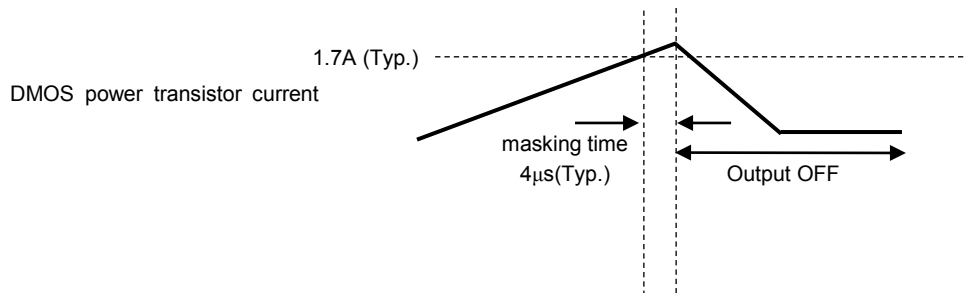 1.7A (Typ.)
DMOS power transistor current
masking time
4μs(Typ.)
Output OFF